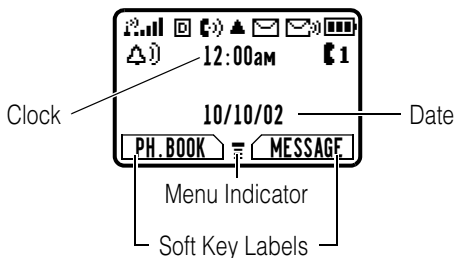 D
12:00AM 1
Clock
10/10/02 Date
PH.BOOK MESSAGE
Menu Indicator
Soft Key Labels